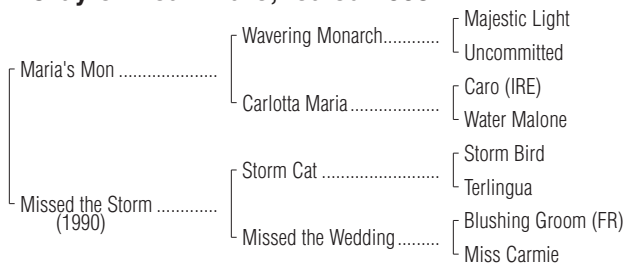 Majestic Light
Wavering Monarch............
Uncommitted
Maria's Mon .....................
Caro (IRE)
Carlotta Maria...................
Water Malone
Storm Bird
Storm Cat .........................
Terlingua
Missed the Storm .............
(1990)
Blushing Groom (FR)
Missed the Wedding.........
Miss Carmie